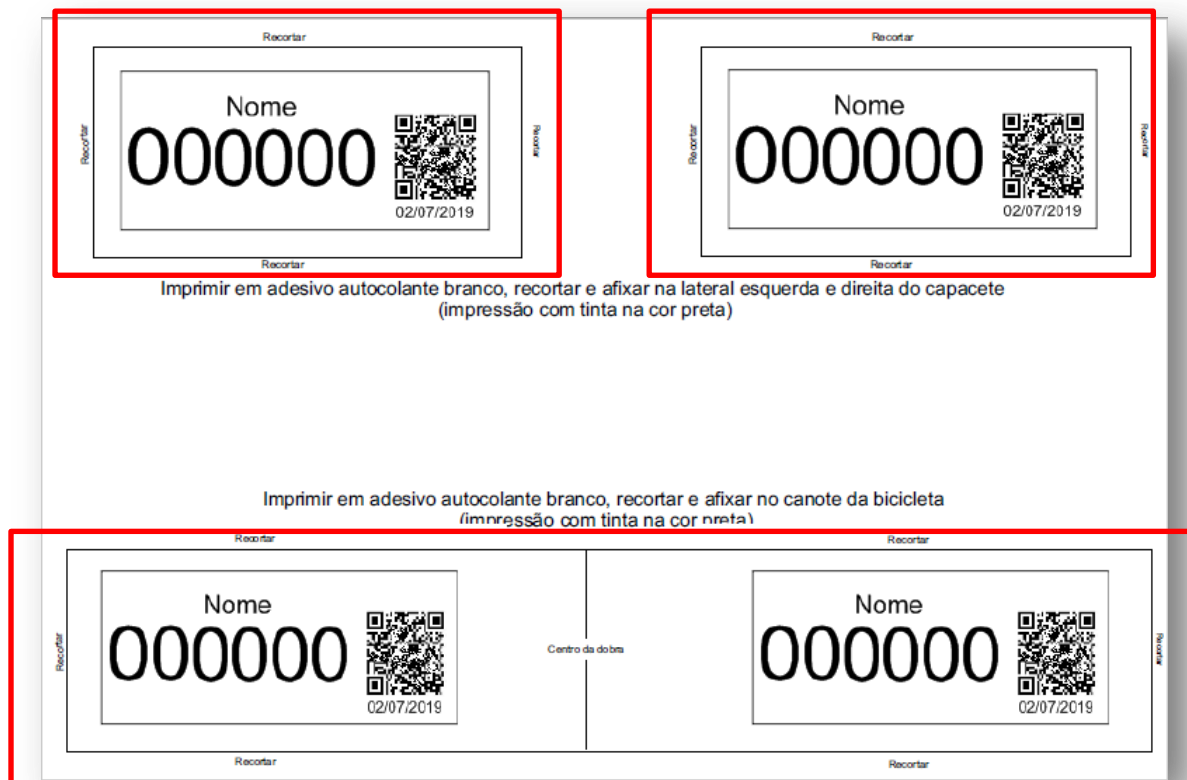 Recortar
Recortar
Nome
000000
02/07/2019
Recortar
Recortar
Recortar
Recortar
Nome
000000
02/07/2019
Recortar
Recortar
Imprimir em adesivo autocolante branco, recortar e afixar na lateral esquerda e direita do capacete
(impressão com tinta na cor preta)
Imprimir em adesivo autocolante branco, recortar e afixar no canote da bicicleta
(impressão com tinta na cor preta)
Recortar
Recortar
Recortar
Nome
000000
02/07/2019
Centro da dobra
Nome
000000
02/07/2019
Recortar
Recortar
Recortar